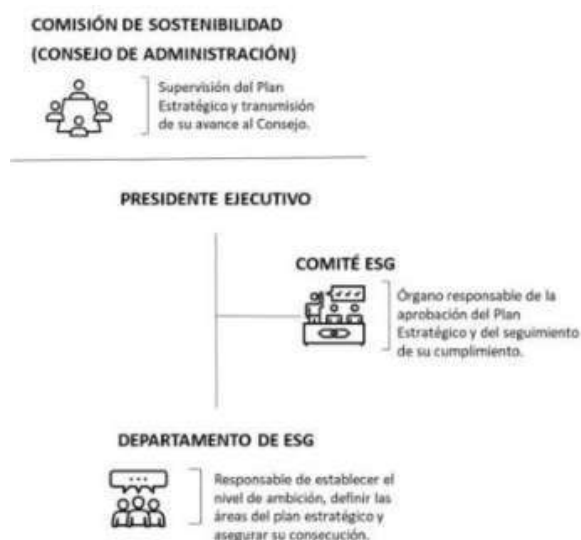 COMISIÓN DE SOSTENIBILIDAD
(CONSEJO DE ADMINISTRACIÓN)
Supervisión del Plan
Estratégico y transmisión
de su avance al Consejo.
PRESIDENTE EJECUTIVO
COMITÉ ESG
Órgano responsable de la
aprobación del Plan
Estratégico y del seguimiento
de su cumplimiento.
DEPARTAMENTO DE ESG
Responsable de establecer el
nivel de ambición, definir las
áreas del plan estratégico y
asegurar su consecución.